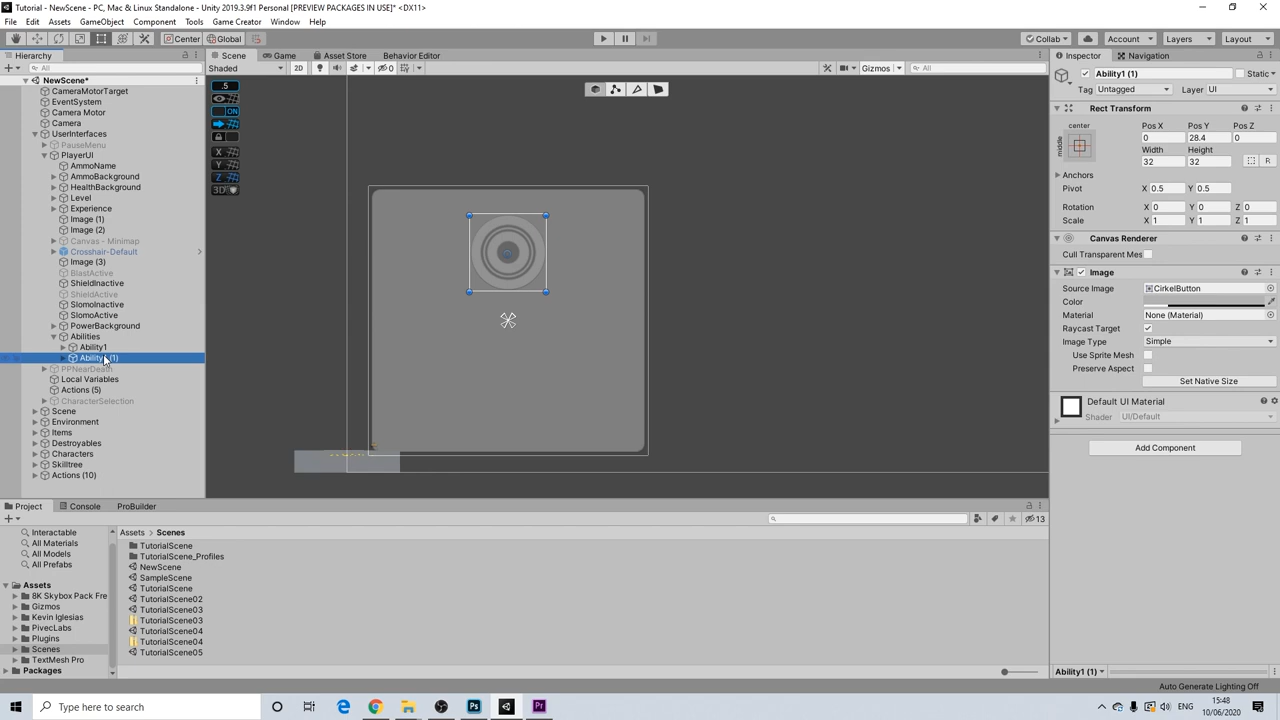 Tutorial - NewScene - PC, Mac & Linux Standalone - Unity 2019.3.9f1 Personal [PREVIEW PACKAGES IN USE]* <DX11>
File Edit Assets GameObject Component Tools Game Creator Window Help
Center Global Collab Account Layers Layout
Hierarchy
All
NewScene*
CameraMotorTarget
EventSystem
Camera Motor
Camera
UserInterfaces
PauseMenu
PlayerUI
AmmoName
AmmoBackground
HealthBackground
Level
Experience
Image (1)
Image (2)
Canvas - Minimap
Crosshair-Default
Image (3)
BlastActive
ShieldInactive
ShieldActive
SlomoInactive
SlomoActive
PowerBackground
Abilities
Ability1
Ability1 (1)
PPNearDeath
Local Variables
Actions (5)
CharacterSelection
Scene
Environment
Items
Destroyables
Characters
Skilltree
Actions (10)
Scene Game Asset Store Behavior Editor
Shaded 2D 0 Gizmos All
.5
ON
X
Y
Z
3D
Inspector Navigation
Ability1 (1) Static
Tag Untagged Layer UI
Rect Transform
center Pos X Pos Y Pos Z
middle 0 28.4 0
Width Height
32 32 R
Anchors
Pivot X 0.5 Y 0.5
Rotation X 0 Y 0 Z 0
Scale X 1 Y 1 Z 1
Canvas Renderer
Cull Transparent Mes
Image
Source Image CirkelButton
Color
Material None (Material)
Raycast Target
Image Type Simple
Use Sprite Mesh
Preserve Aspect
Set Native Size
Default UI Material
Shader UI/Default
Add Component
Ability1 (1)
Project Console ProBuilder
13
Interactable
All Materials
All Models
All Prefabs
Assets
8K Skybox Pack Fre
Gizmos
Kevin Iglesias
PivecLabs
Plugins
Scenes
TextMesh Pro
Packages
Assets Scenes
TutorialScene
TutorialScene_Profiles
NewScene
SampleScene
TutorialScene
TutorialScene02
TutorialScene03
TutorialScene03
TutorialScene04
TutorialScene04
TutorialScene05
Auto Generate Lighting Off
Type here to search
ENG
15:48
10/06/2020